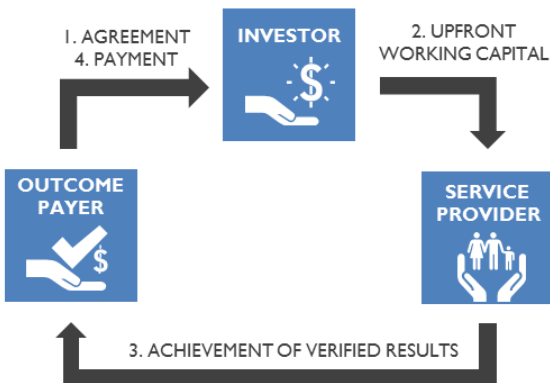 1. AGREEMENT
4. PAYMENT
INVESTOR
$
2. UPFRONT
WORKING CAPITAL
OUTCOME
PAYER
$
SERVICE
PROVIDER
3. ACHIEVEMENT OF VERIFIED RESULTS